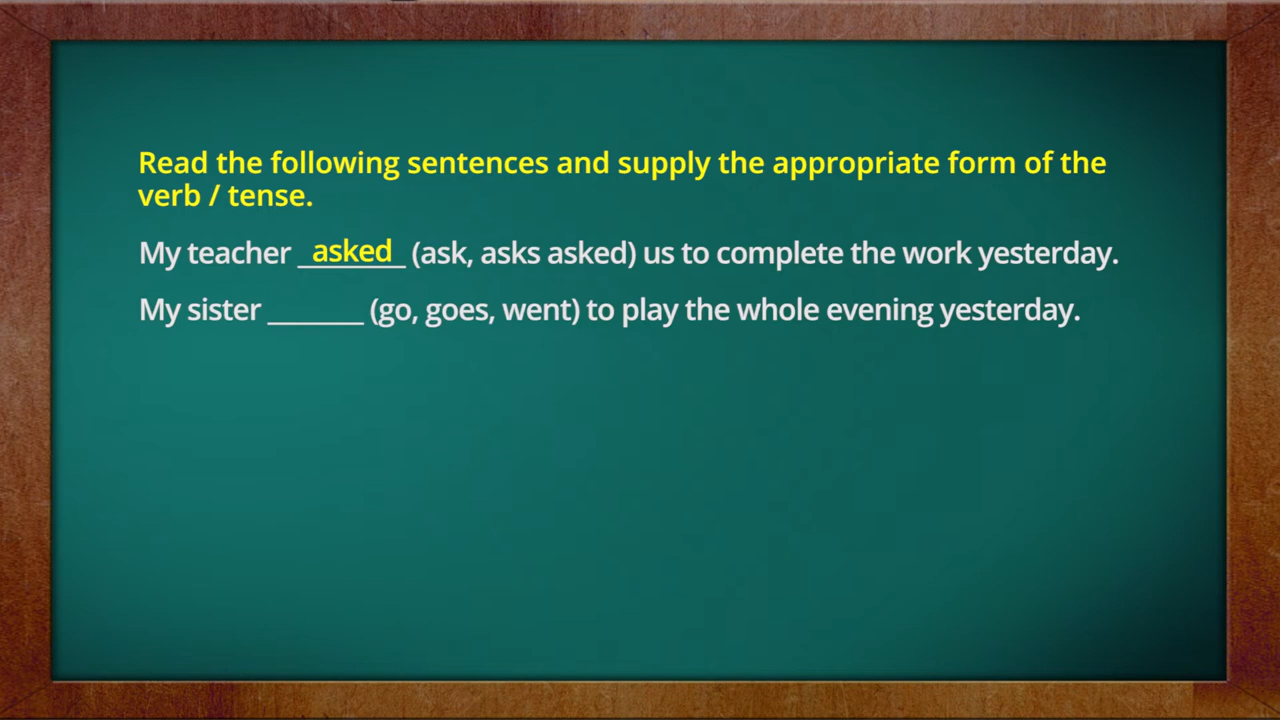 Read the following sentences and supply the appropriate form of the
verb / tense.
My teacher asked (ask, asks asked) us to complete the work yesterday.
My sister _______ (go, goes, went) to play the whole evening yesterday.